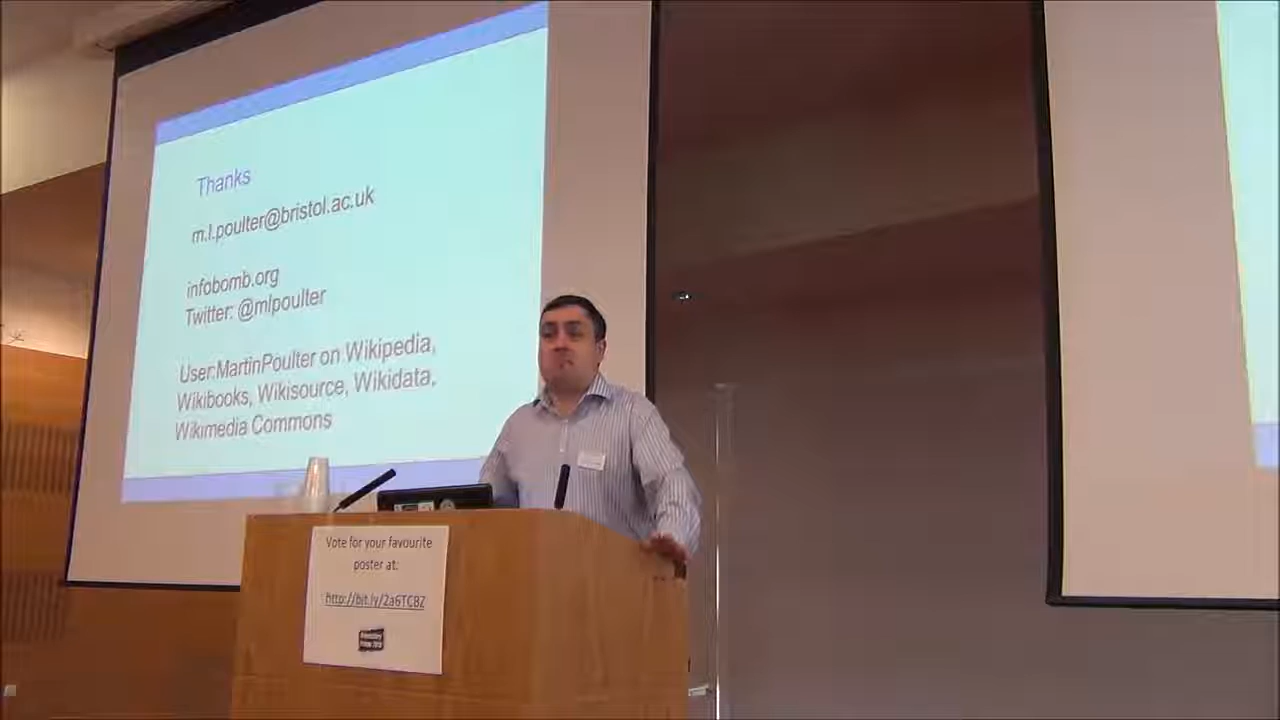 Thanks
m.l.poulter@bristol.ac.uk
infobomb.org
Twitter: @mlpoulter
User:MartinPoulter on Wikipedia,
Wikibooks, Wikisource, Wikidata,
Wikimedia Commons
Vote for your favourite
poster at:
http://bit.ly/2a6TCBZ